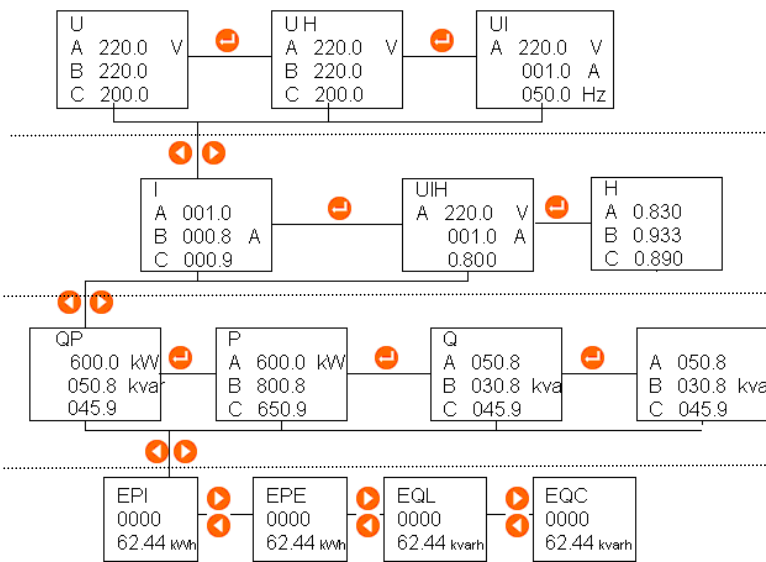 U
A 220.0 V
B 220.0
C 200.0
U H
A 220.0 V
B 220.0
C 200.0
UI
A 220.0 V
001.0 A
050.0 Hz
I
A 001.0
B 000.8 A
C 000.9
UIH
A 220.0 V
001.0 A
0.800
H
A 0.830
B 0.933
C 0.890
QP
600.0 kW
050.8 kvar
045.9
P
A 600.0 kW
B 800.8
C 650.9
Q
A 050.8
B 030.8 kva
C 045.9
A 050.8
B 030.8 kva
C 045.9
EPI
0000
62.44 kWh
EPE
0000
62.44 kWh
EQL
0000
62.44 kvarh
EQC
0000
62.44 kvarh